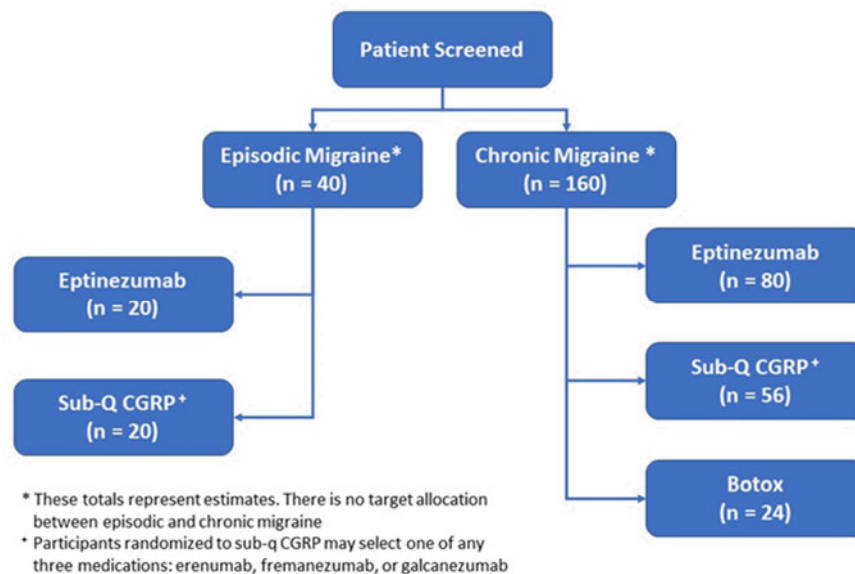 Patient Screened
Episodic Migraine*
(n = 40)
Chronic Migraine *
(n = 160)
Eptinezumab
(n = 20)
Eptinezumab
(n = 80)
Sub-Q CGRP⁺
(n = 20)
Sub-Q CGRP⁺
(n = 56)
Botox
(n = 24)
* These totals represent estimates. There is no target allocation
between episodic and chronic migraine
⁺ Participants randomized to sub-q CGRP may select one of any
three medications: erenumab, fremanezumab, or galcanezumab